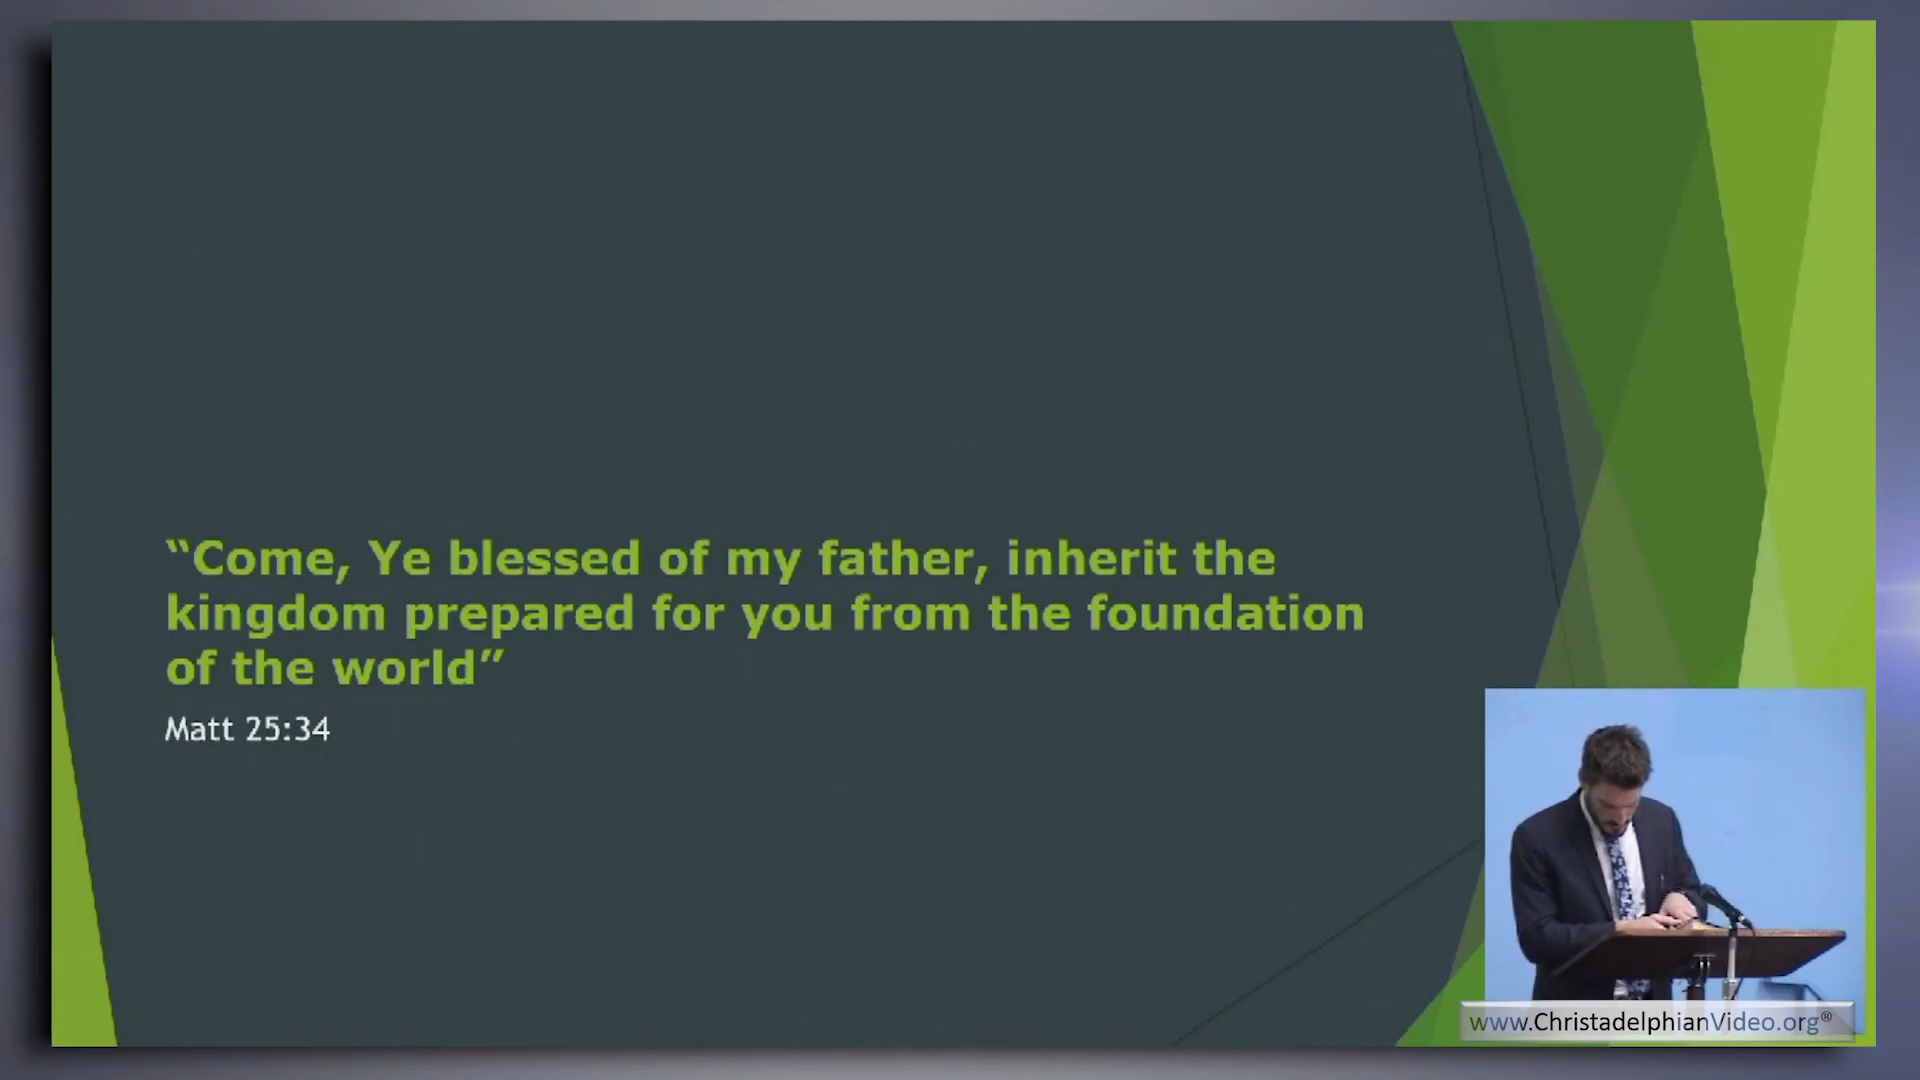 “Come, Ye blessed of my father, inherit the
kingdom prepared for you from the foundation
of the world”
Matt 25:34
www.ChristadelphianVideo.org®